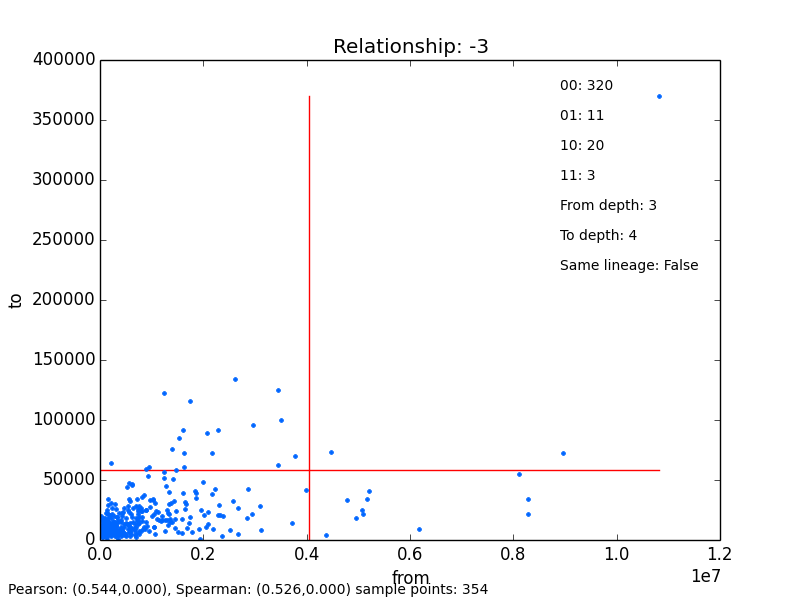 Relationship: -3
400000
350000
300000
250000
200000
150000
100000
50000
0
to
00: 320
01: 11
10: 20
11: 3
From depth: 3
To depth: 4
Same lineage: False
0.0 0.2 0.4 0.6 0.8 1.0 1.2
from
1e7
Pearson: (0.544,0.000), Spearman: (0.526,0.000) sample points: 354